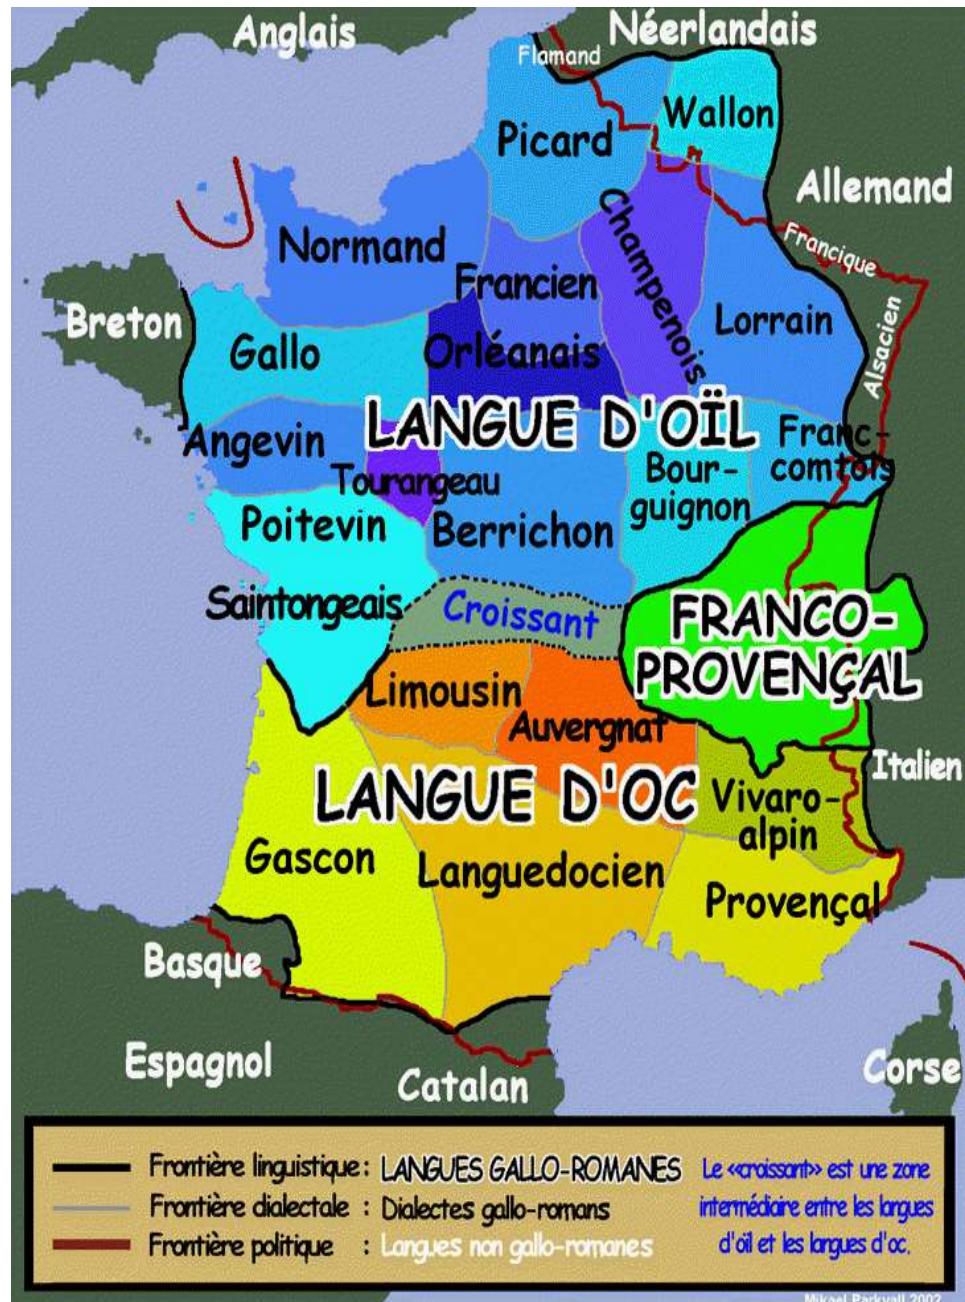 Anglais
Néerlandais
Flamand
Wallon
Picard
Allemand
Champenois
Normand
Francique
Francien
Breton
Lorrain
Gallo
Orléanais
Alsacien
LANGUE D'OÏL
Angevin
Franc-
comtois
Tourangeau
Bour-
guignon
Poitevin
Berrichon
Saintongeais
Croissant
FRANCO-
PROVENÇAL
Limousin
Auvergnat
Italien
LANGUE D'OC
Vivaro-
alpin
Gascon
Languedocien
Provençal
Basque
Espagnol
Catalan
Corse
Frontière linguistique : LANGUES GALLO-ROMANES
Frontière dialectale : Dialectes gallo-romans
Frontière politique : Langues non gallo-romanes
Le «croissant» est une zone
intermédiaire entre les langues
d'oïl et les langues d'oc.
Mikael Parkvall 2002